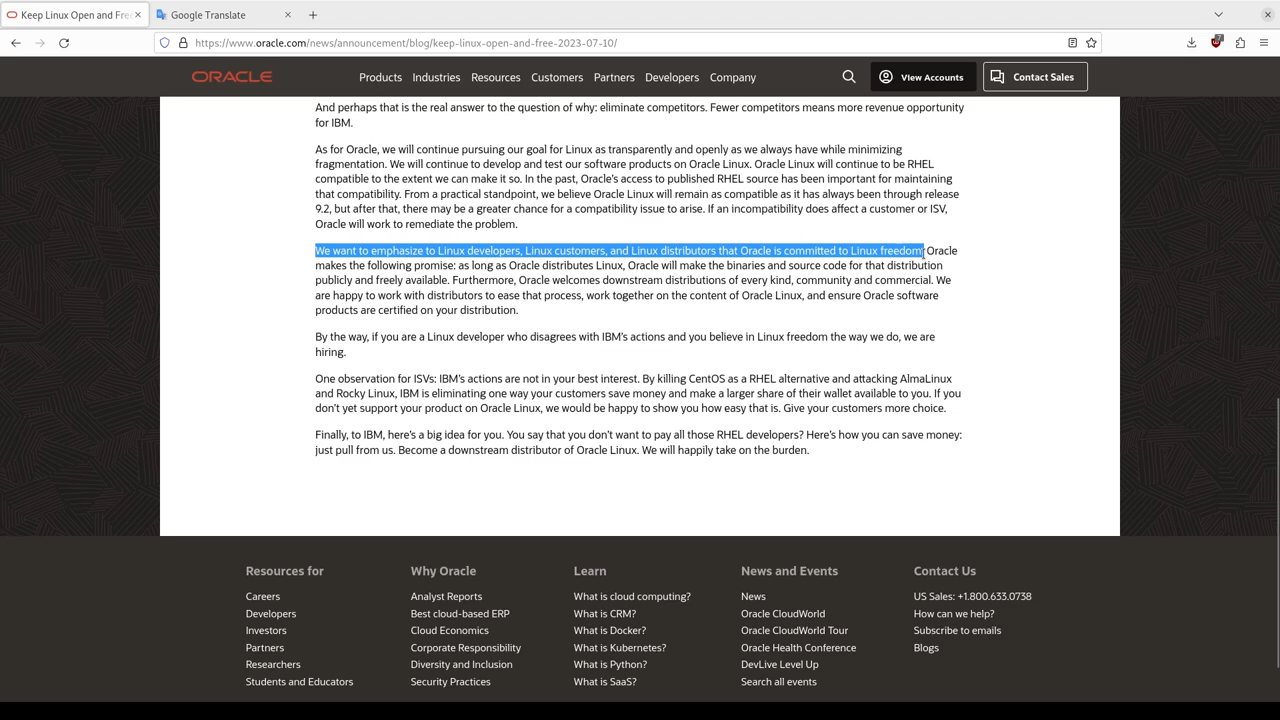 Keep Linux Open and Fre
Google Translate
https://www.oracle.com/news/announcement/blog/keep-linux-open-and-free-2023-07-10/
7
ORACLE
Products Industries Resources Customers Partners Developers Company
View Accounts
Contact Sales
And perhaps that is the real answer to the question of why: eliminate competitors. Fewer competitors means more revenue opportunity
for IBM.
As for Oracle, we will continue pursuing our goal for Linux as transparently and openly as we always have while minimizing
fragmentation. We will continue to develop and test our software products on Oracle Linux. Oracle Linux will continue to be RHEL
compatible to the extent we can make it so. In the past, Oracle’s access to published RHEL source has been important for maintaining
that compatibility. From a practical standpoint, we believe Oracle Linux will remain as compatible as it has always been through release
9.2, but after that, there may be a greater chance for a compatibility issue to arise. If an incompatibility does affect a customer or ISV,
Oracle will work to remediate the problem.
We want to emphasize to Linux developers, Linux customers, and Linux distributors that Oracle is committed to Linux freedom. Oracle
makes the following promise: as long as Oracle distributes Linux, Oracle will make the binaries and source code for that distribution
publicly and freely available. Furthermore, Oracle welcomes downstream distributions of every kind, community and commercial. We
are happy to work with distributors to ease that process, work together on the content of Oracle Linux, and ensure Oracle software
products are certified on your distribution.
By the way, if you are a Linux developer who disagrees with IBM’s actions and you believe in Linux freedom the way we do, we are
hiring.
One observation for ISVs: IBM’s actions are not in your best interest. By killing CentOS as a RHEL alternative and attacking AlmaLinux
and Rocky Linux, IBM is eliminating one way your customers save money and make a larger share of their wallet available to you. If you
don’t yet support your product on Oracle Linux, we would be happy to show you how easy that is. Give your customers more choice.
Finally, to IBM, here’s a big idea for you. You say that you don’t want to pay all those RHEL developers? Here’s how you can save money:
just pull from us. Become a downstream distributor of Oracle Linux. We will happily take on the burden.
Resources for
Careers
Developers
Investors
Partners
Researchers
Students and Educators
Why Oracle
Analyst Reports
Best cloud-based ERP
Cloud Economics
Corporate Responsibility
Diversity and Inclusion
Security Practices
Learn
What is cloud computing?
What is CRM?
What is Docker?
What is Kubernetes?
What is Python?
What is SaaS?
News and Events
News
Oracle CloudWorld
Oracle CloudWorld Tour
Oracle Health Conference
DevLive Level Up
Search all events
Contact Us
US Sales: +1.800.633.0738
How can we help?
Subscribe to emails
Blogs